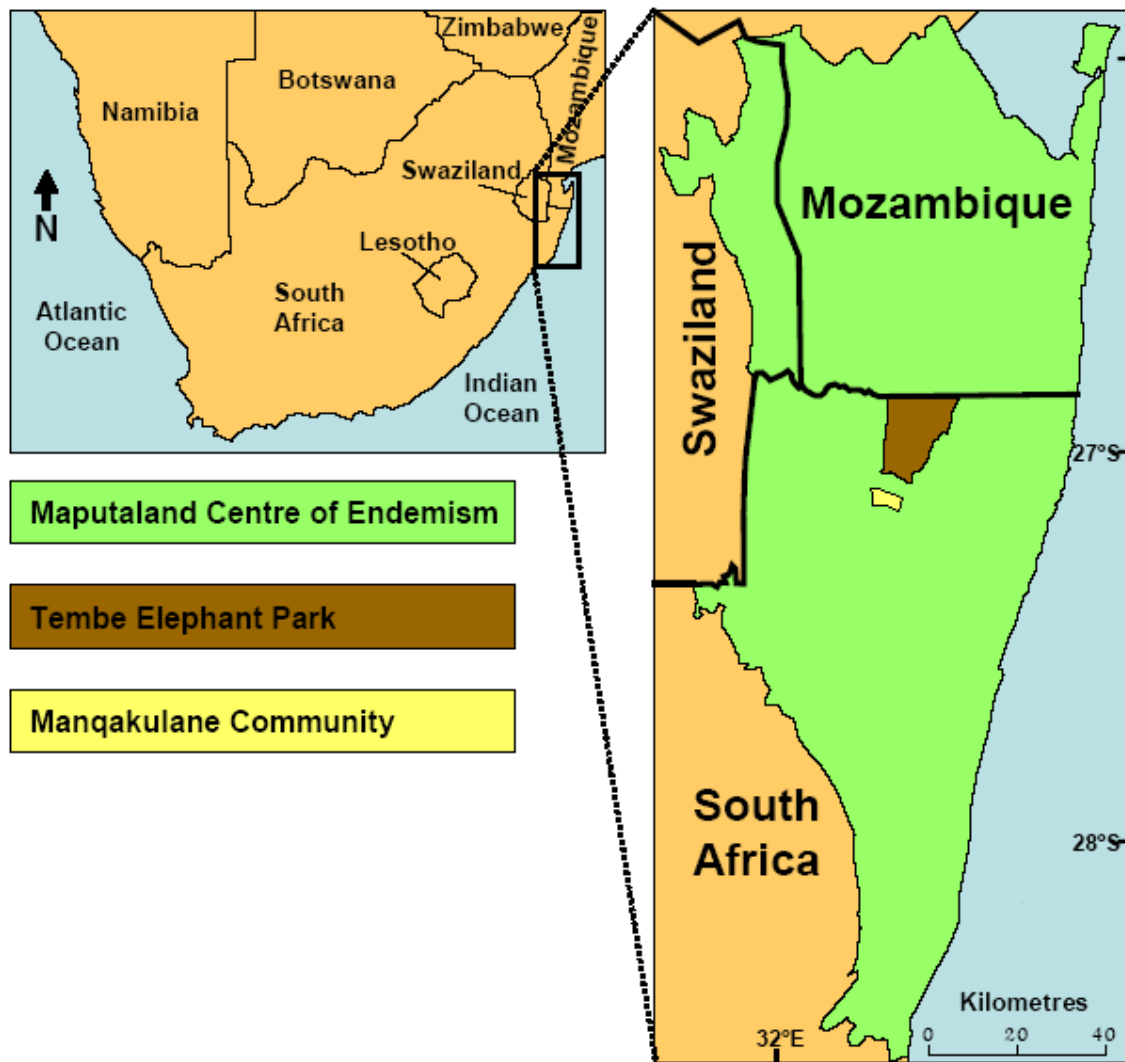 Zimbabwe
Mozambique
Botswana
Namibia
Swaziland
N
Lesotho
South
Africa
Atlantic
Ocean
Indian
Ocean
Maputaland Centre of Endemism
Tembe Elephant Park
Manqakulane Community
Mozambique
Swaziland
27°S
South
Africa
28°S
Kilometres
32°E
0 20 40